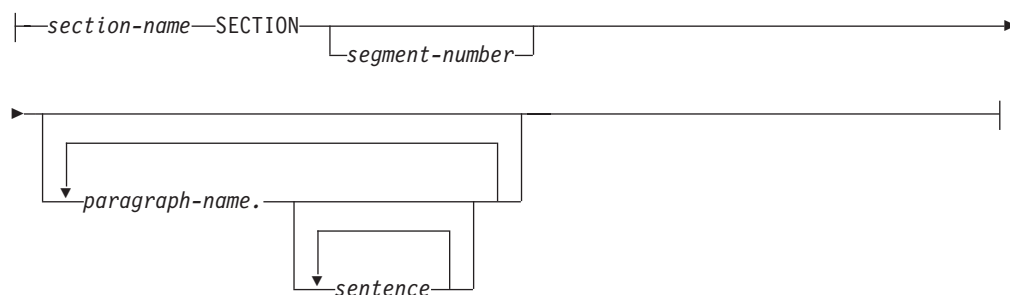 section-name SECTION
segment-number
paragraph-name.
sentence